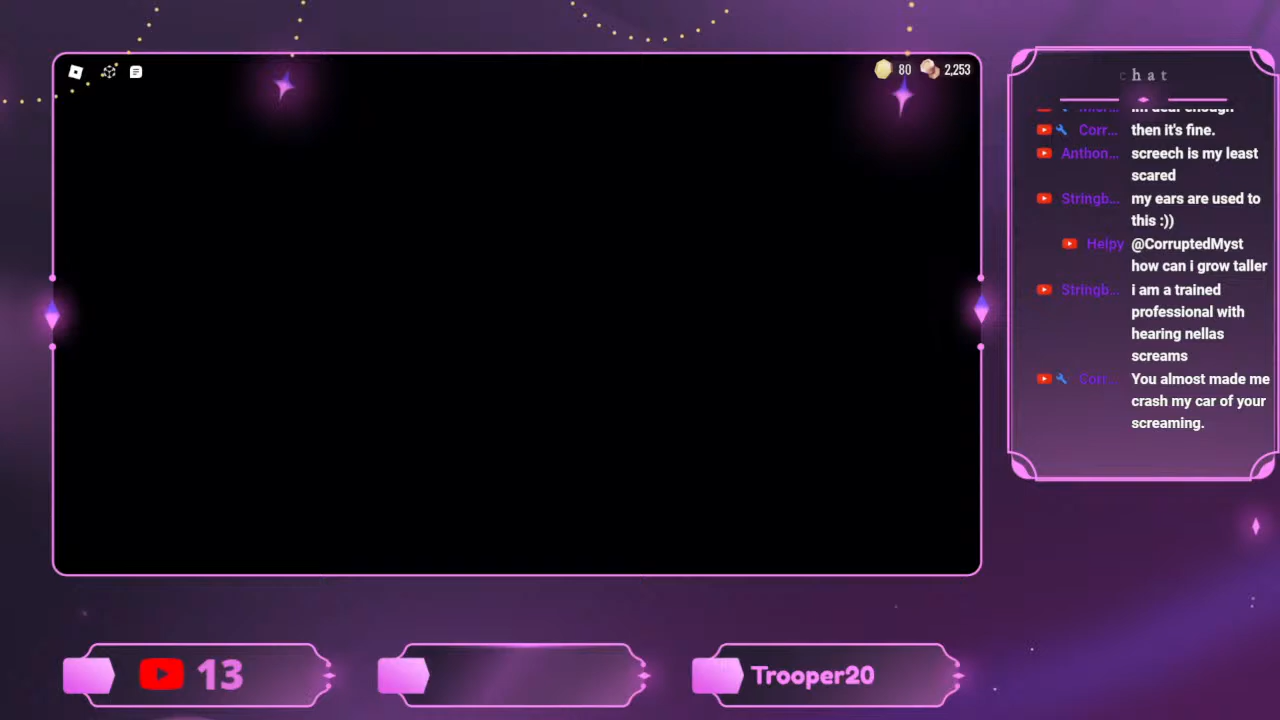 80 2,253
chat
then it's fine.
Corr...
Anthon... screech is my least
scared
Stringb... my ears are used to
this :))
Helpy @CorruptedMyst
how can i grow taller
Stringb... i am a trained
professional with
hearing nellas
screams
Corr... You almost made me
crash my car of your
screaming.
13
Trooper20